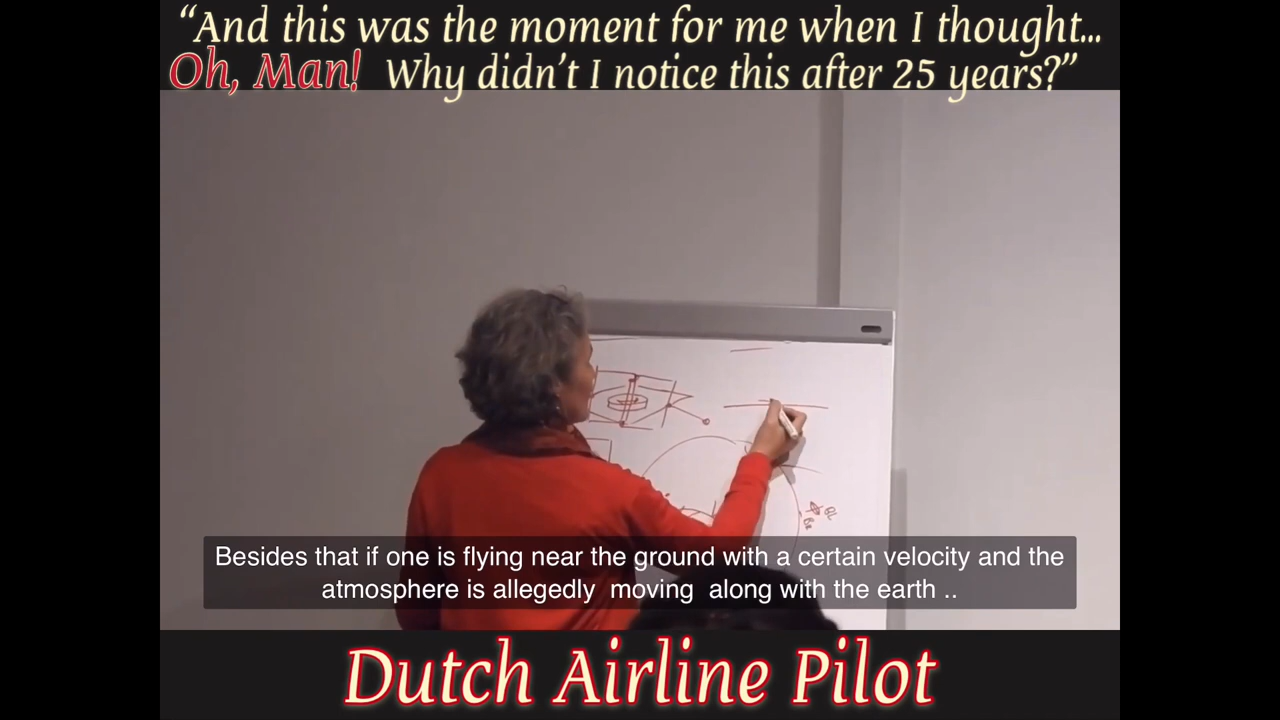 “And this was the moment for me when I thought...
Oh, Man! Why didn’t I notice this after 25 years?”
Besides that if one is flying near the ground with a certain velocity and the
atmosphere is allegedly moving along with the earth ..
Dutch Airline Pilot